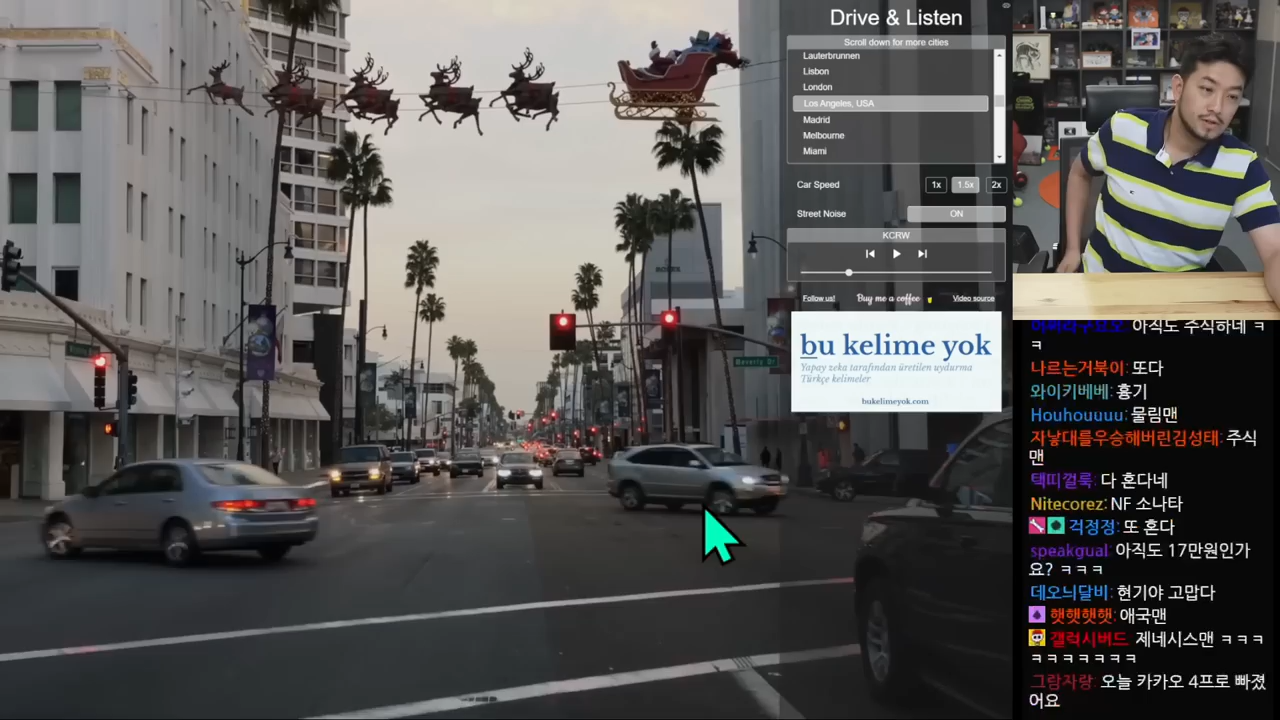 Drive & Listen
Scroll down for more cities
Lauterbrunnen
Lisbon
London
Los Angeles, USA
Madrid
Melbourne
Miami
Car Speed 1x 1.5x 2x
Street Noise ON
KCRW
Follow us! Buy me a coffee Video source
bu kelime yok
Yapay zeka tarafından üretilen uydurma
Türkçe kelimeler
bukelimeyok.com
Beverly Dr
아직도 주식하네 ㅋ
ㅋ
나르는거북이: 또다
와이키베베: 흉기
Houhouuuu: 물림맨
자낳대를우승해버린김성태: 주식
맨
택띠껄룩: 다 혼다네
Nitecorez: NF 소나타
걱정정: 또 혼다
speakgual: 아직도 17만원인가
요? ㅋㅋㅋ
데오늬달비: 현기야 고맙다
햇햇햇햇: 애국맨
갤럭시버드: 제네시스맨 ㅋㅋㅋ
ㅋㅋㅋㅋㅋㅋㅋ
그람자랑: 오늘 카카오 4프로 빠졌
어요